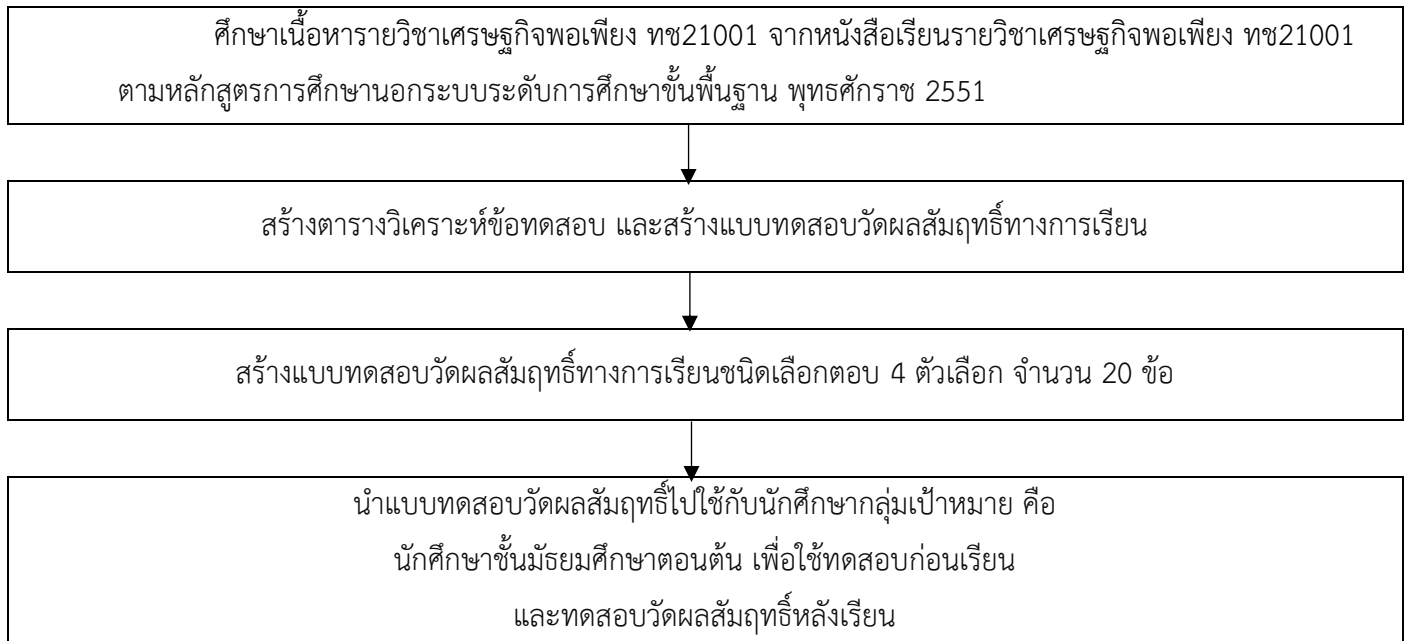 ศึกษาเนื้อหารายวิชาเศรษฐกิจพอเพียง ทช21001 จากหนังสือเรียนรายวิชาเศรษฐกิจพอเพียง ทช21001
ตามหลักสูตรการศึกษานอกระบบระดับการศึกษาขั้นพื้นฐาน พุทธศักราช 2551
สร้างตารางวิเคราะห์ข้อทดสอบ และสร้างแบบทดสอบวัดผลสัมฤทธิ์ทางการเรียน
สร้างแบบทดสอบวัดผลสัมฤทธิ์ทางการเรียนชนิดเลือกตอบ 4 ตัวเลือก จำนวน 20 ข้อ
นำแบบทดสอบวัดผลสัมฤทธิ์ไปใช้กับนักศึกษากลุ่มเป้าหมาย คือ
นักศึกษาชั้นมัธยมศึกษาตอนต้น เพื่อใช้ทดสอบก่อนเรียน
และทดสอบวัดผลสัมฤทธิ์หลังเรียน